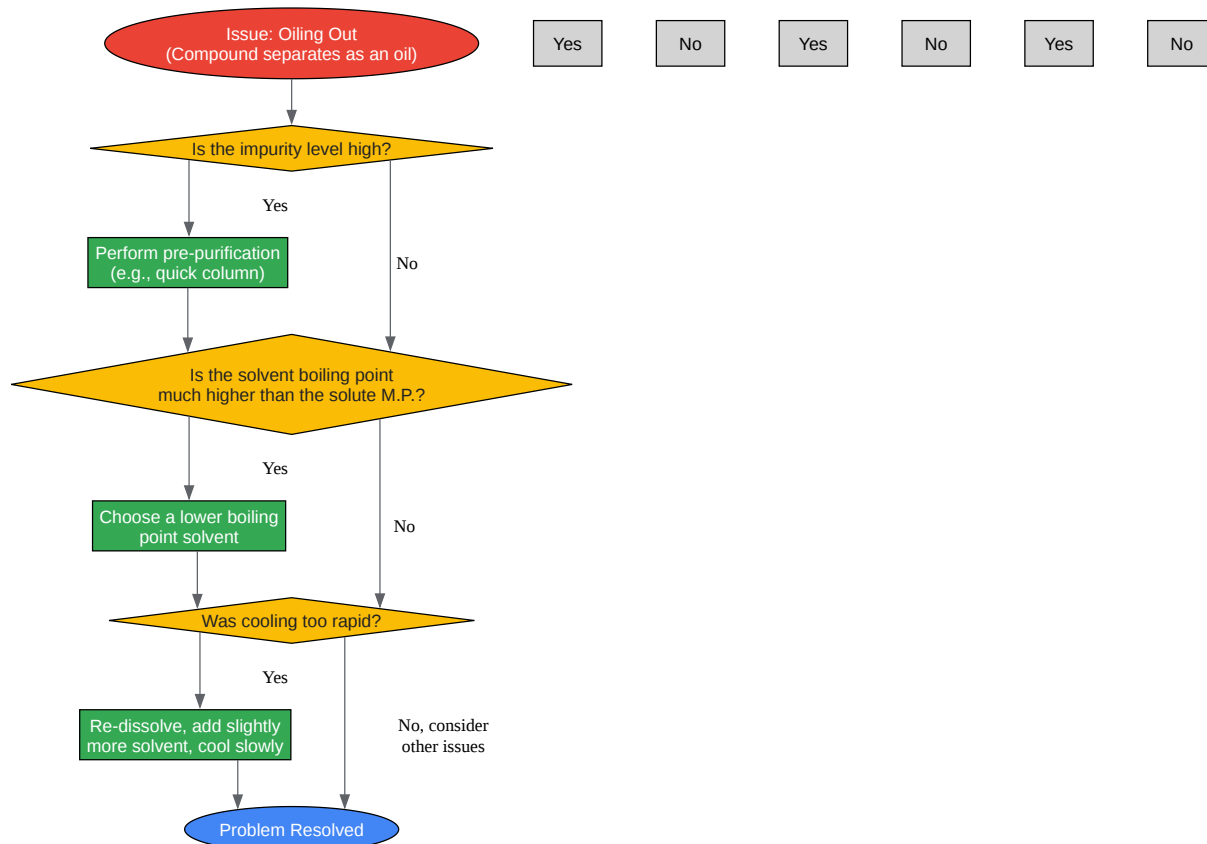 Issue: Oiling Out
(Compound separates as an oil)
Yes
No
Yes
No
Yes
No
Is the impurity level high?
Yes
Perform pre-purification
(e.g., quick column)
No
Is the solvent boiling point
much higher than the solute M.P.?
Yes
Choose a lower boiling
point solvent
No
Was cooling too rapid?
Yes
Re-dissolve, add slightly
more solvent, cool slowly
No, consider
other issues
Problem Resolved